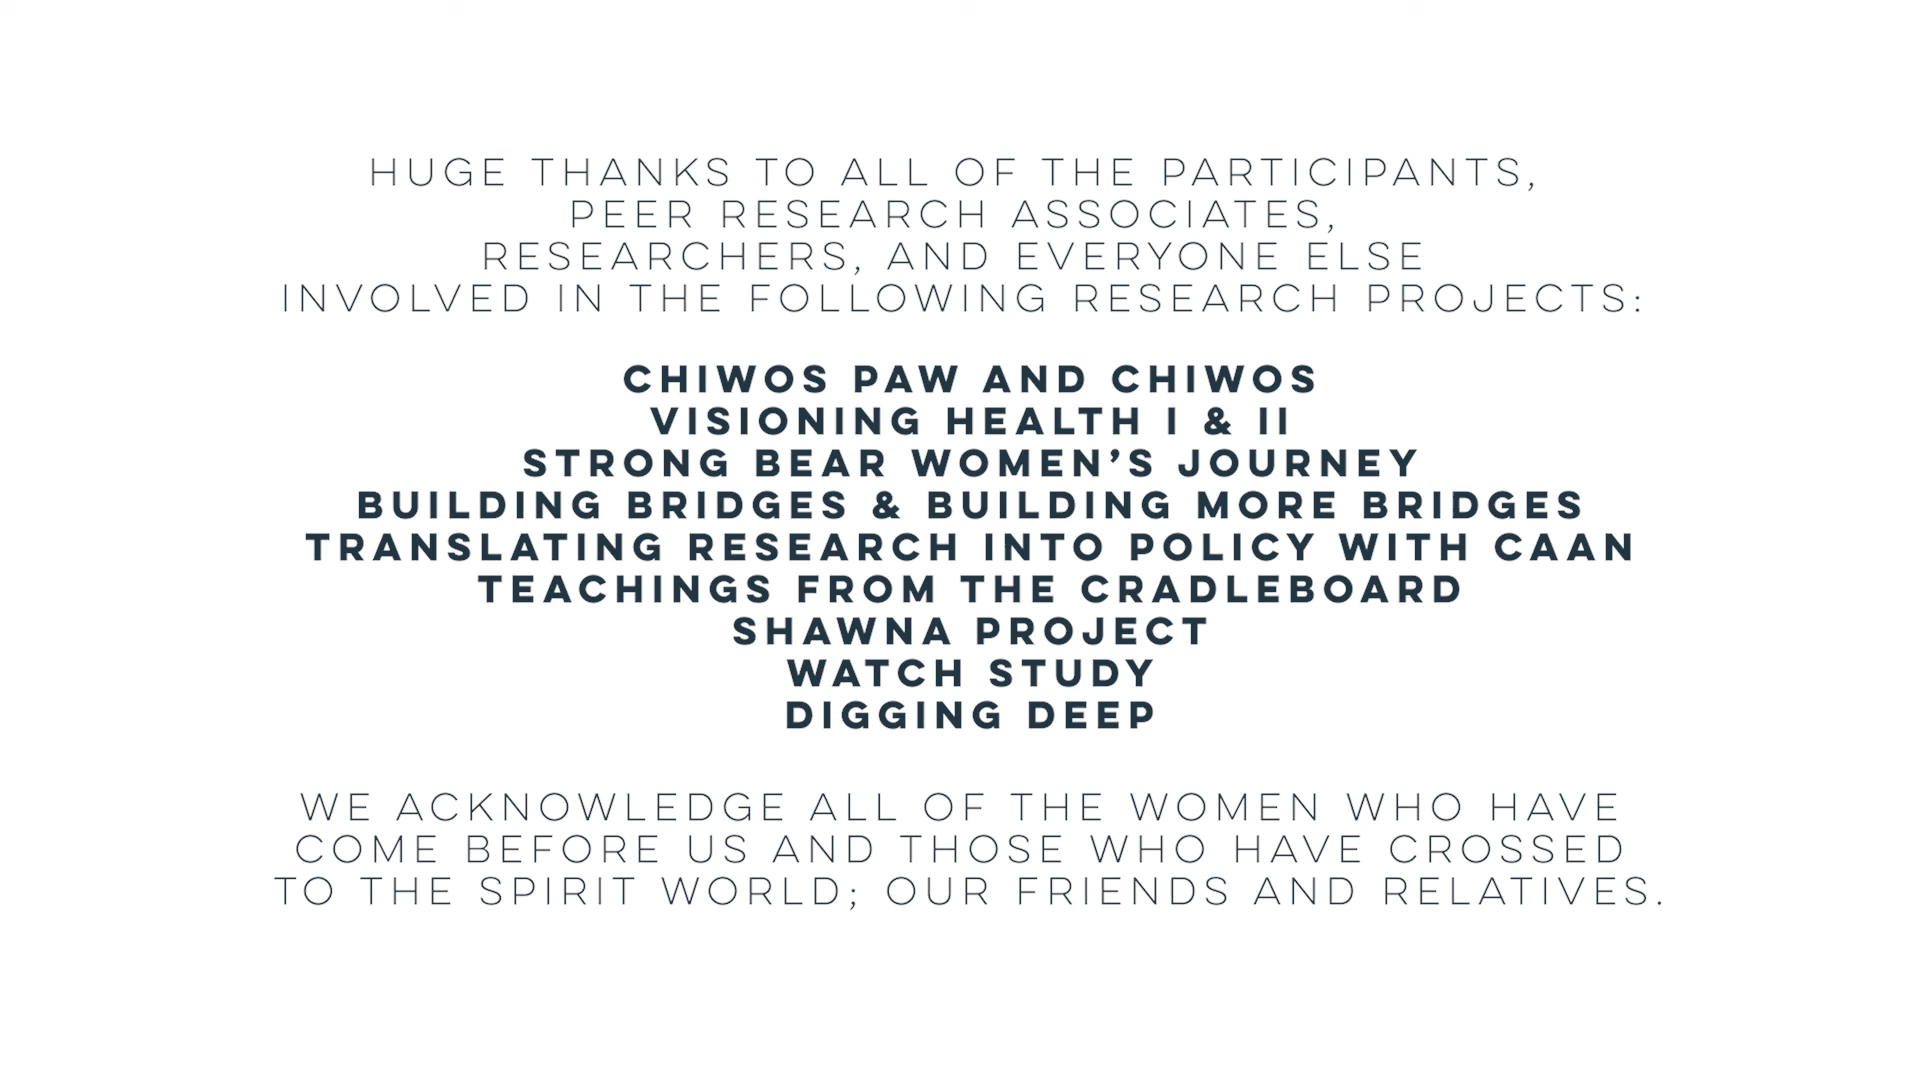 HUGE THANKS TO ALL OF THE PARTICIPANTS,
PEER RESEARCH ASSOCIATES,
RESEARCHERS, AND EVERYONE ELSE
INVOLVED IN THE FOLLOWING RESEARCH PROJECTS:
CHIWOS PAW AND CHIWOS
VISIONING HEALTH I & II
STRONG BEAR WOMEN’S JOURNEY
BUILDING BRIDGES & BUILDING MORE BRIDGES
TRANSLATING RESEARCH INTO POLICY WITH CAAN
TEACHINGS FROM THE CRADLEBOARD
SHAWNA PROJECT
WATCH STUDY
DIGGING DEEP
WE ACKNOWLEDGE ALL OF THE WOMEN WHO HAVE
COME BEFORE US AND THOSE WHO HAVE CROSSED
TO THE SPIRIT WORLD; OUR FRIENDS AND RELATIVES.